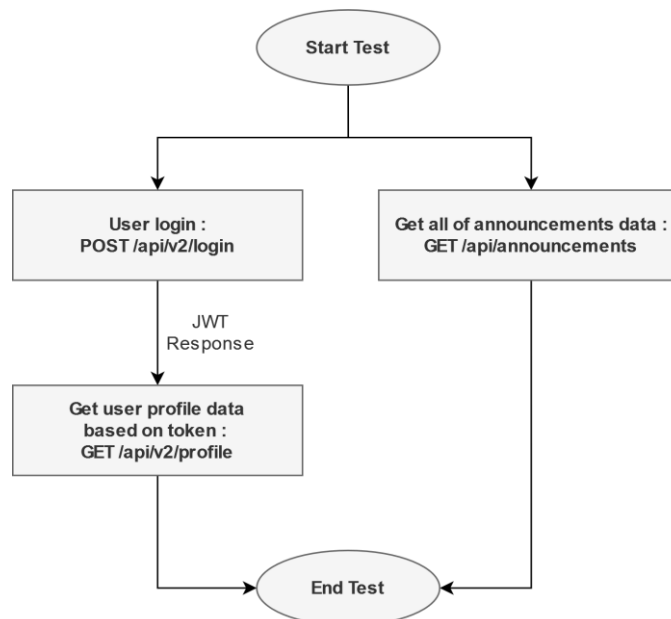 Start Test
User login :
POST /api/v2/login
Get all of announcements data :
GET /api/announcements
JWT
Response
Get user profile data
based on token :
GET /api/v2/profile
End Test